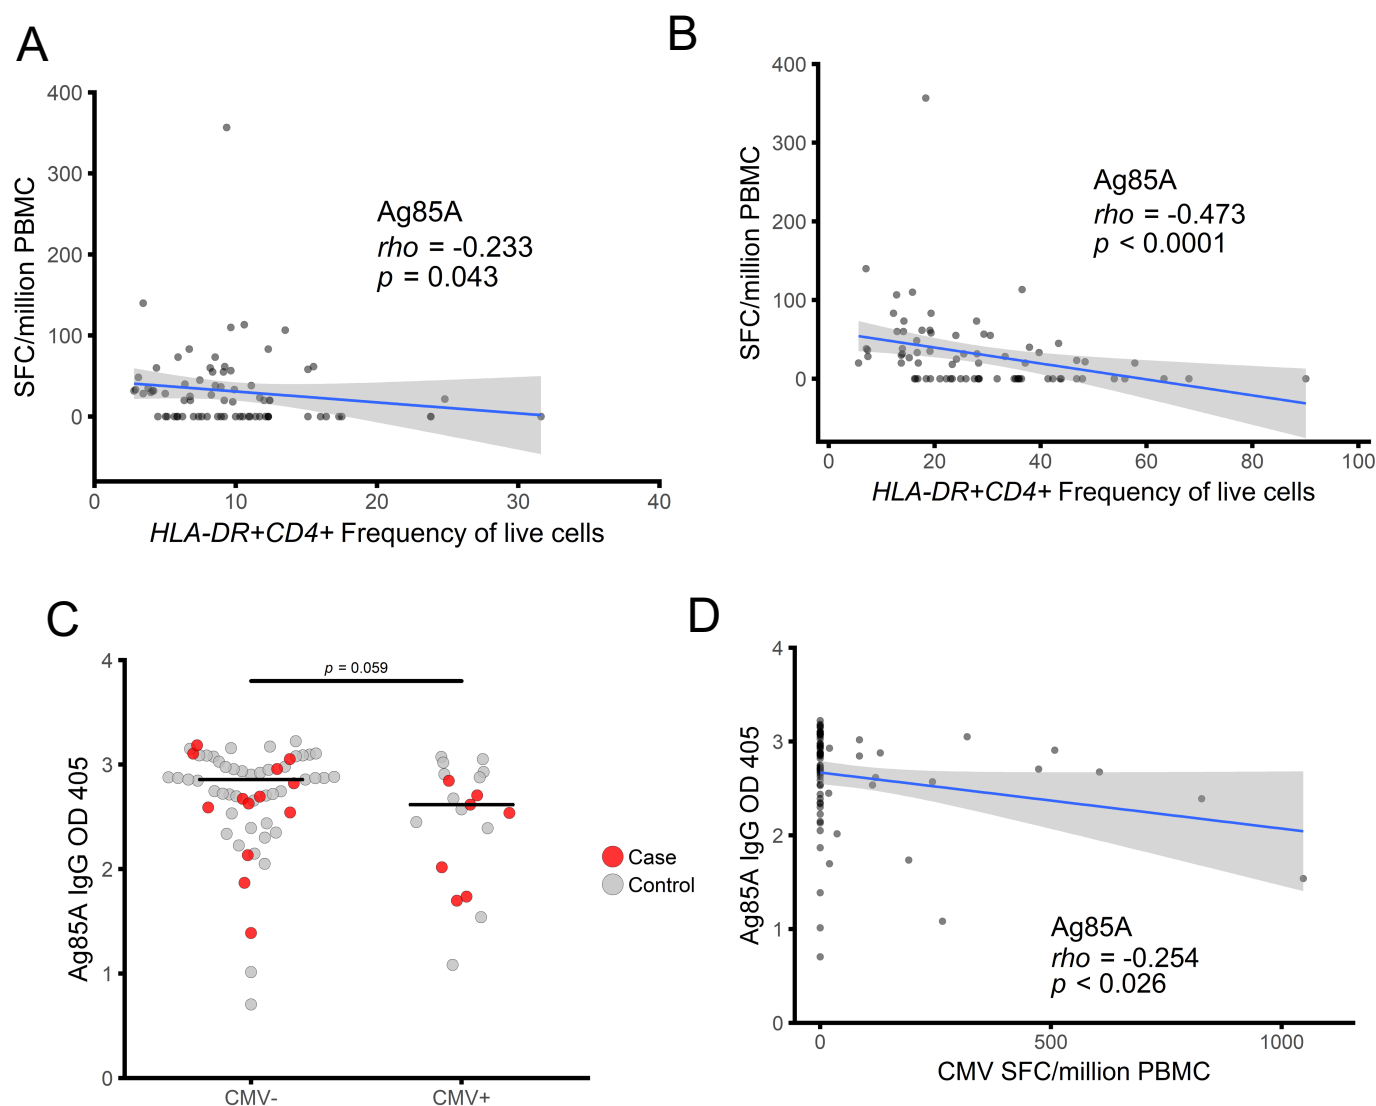 A
400
300
200
100
0
SFC/million PBMC
Ag85A
rho = -0.233
p = 0.043
0 10 20 30 40
HLA-DR+CD4+ Frequency of live cells
B
400
300
200
100
0
SFC/million PBMC
Ag85A
rho = -0.473
p < 0.0001
0 20 40 60 80 100
HLA-DR+CD4+ Frequency of live cells
C
4
3
2
1
0
Ag85A IgG OD 405
p = 0.059
Case
Control
CMV- CMV+
D
4
3
2
1
0
Ag85A IgG OD 405
Ag85A
rho = -0.254
p < 0.026
0 500 1000
CMV SFC/million PBMC